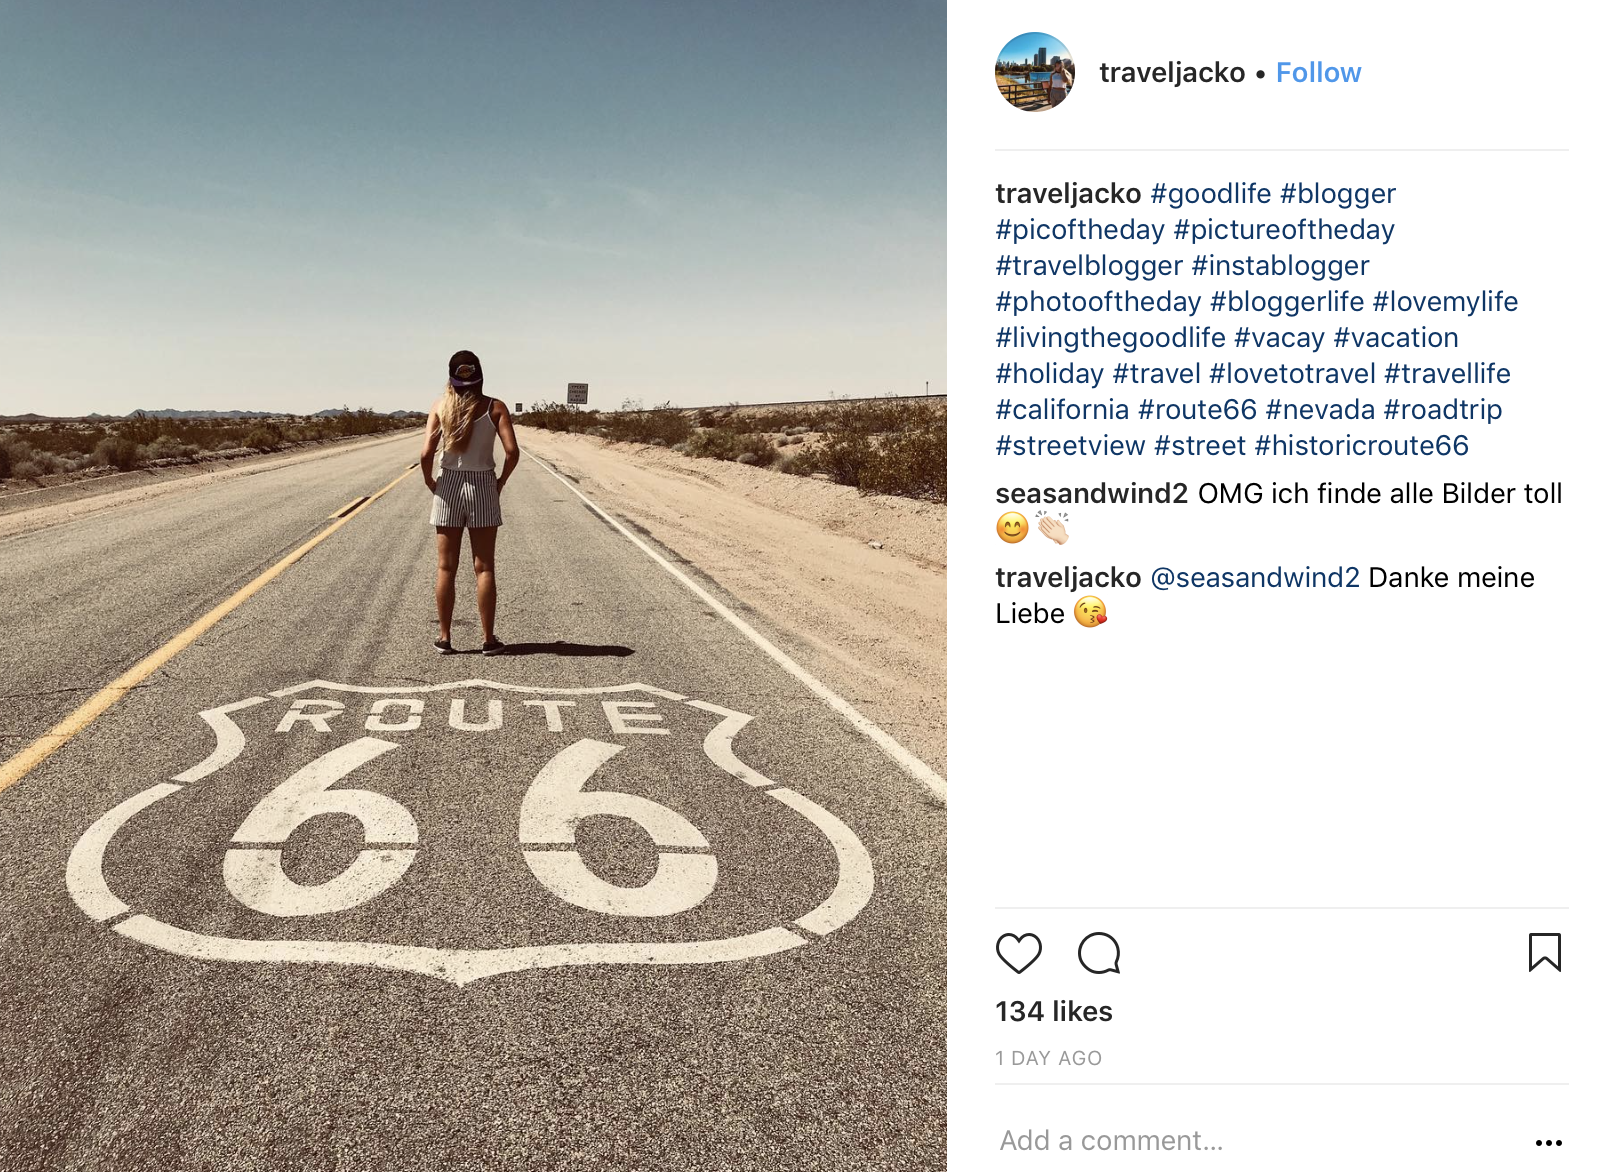 ROUTE
66
traveljacko • Follow
traveljacko #goodlife #blogger
#picoftheday #pictureoftheday
#travelblogger #instablogger
#photooftheday #bloggerlife #lovemylife
#livingthegoodlife #vacay #vacation
#holiday #travel #lovetotravel #travellife
#california #route66 #nevada #roadtrip
#streetview #street #historicroute66
seasandwind2 OMG ich finde alle Bilder toll
😊 👏🏻
traveljacko @seasandwind2 Danke meine
Liebe 😘
134 likes
1 DAY AGO
Add a comment...